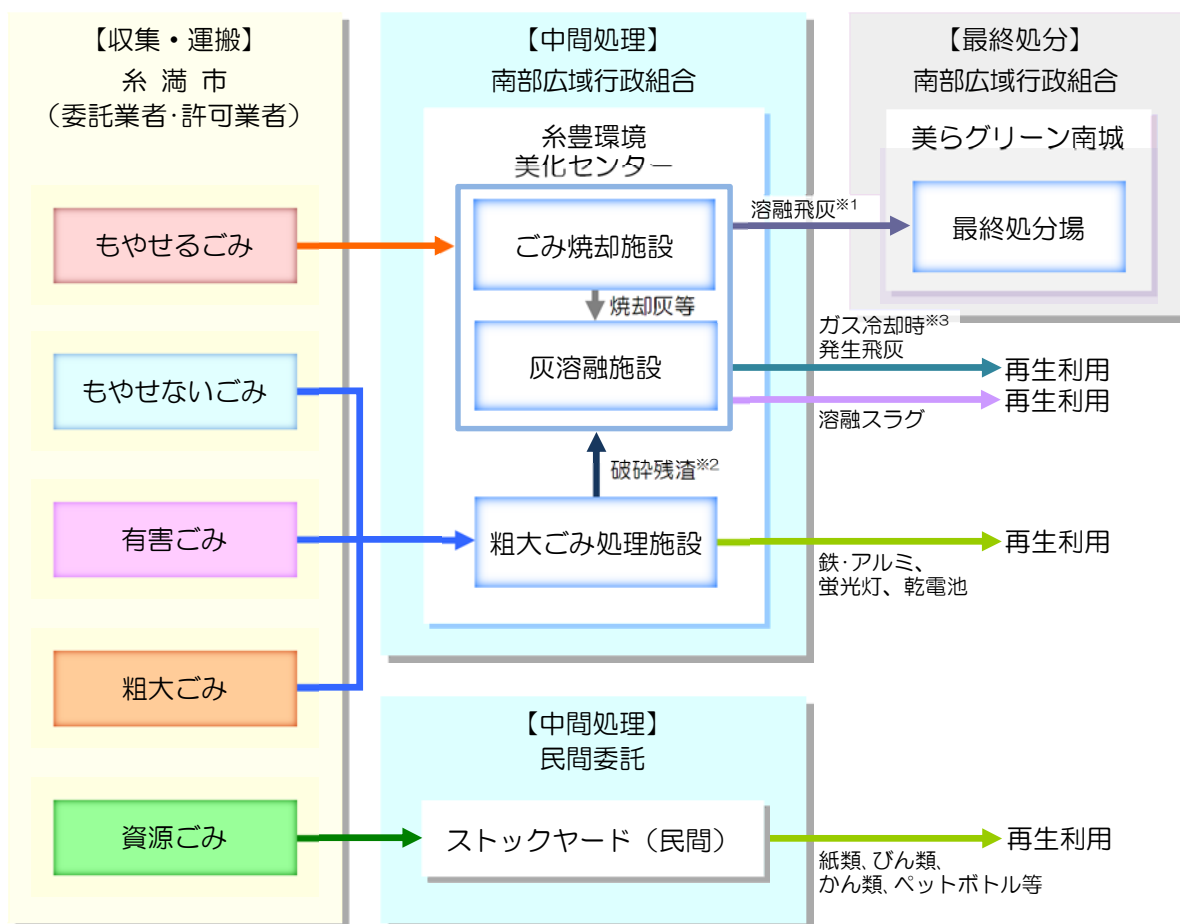 【収集・運搬】
糸 満 市
（委託業者･許可業者）
もやせるごみ
もやせないごみ
有害ごみ
粗大ごみ
資源ごみ
【中間処理】
南部広域行政組合
糸豊環境
美化センター
ごみ焼却施設
焼却灰等
灰溶融施設
破砕残渣※2
粗大ごみ処理施設
【中間処理】
民間委託
ストックヤード（民間）
【最終処分】
南部広域行政組合
美らグリーン南城
最終処分場
溶融飛灰※1
ガス冷却時※3
発生飛灰
再生利用
再生利用
溶融スラグ
再生利用
鉄･アルミ、
蛍光灯、乾電池
再生利用
紙類､びん類､
かん類､ペットボトル等